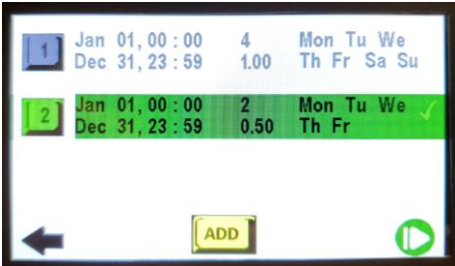 1 Jan 01, 00 : 00 4 Mon Tu We
Dec 31, 23 : 59 1.00 Th Fr Sa Su
2 Jan 01, 00 : 00 2 Mon Tu We
Dec 31, 23 : 59 0.50 Th Fr
ADD